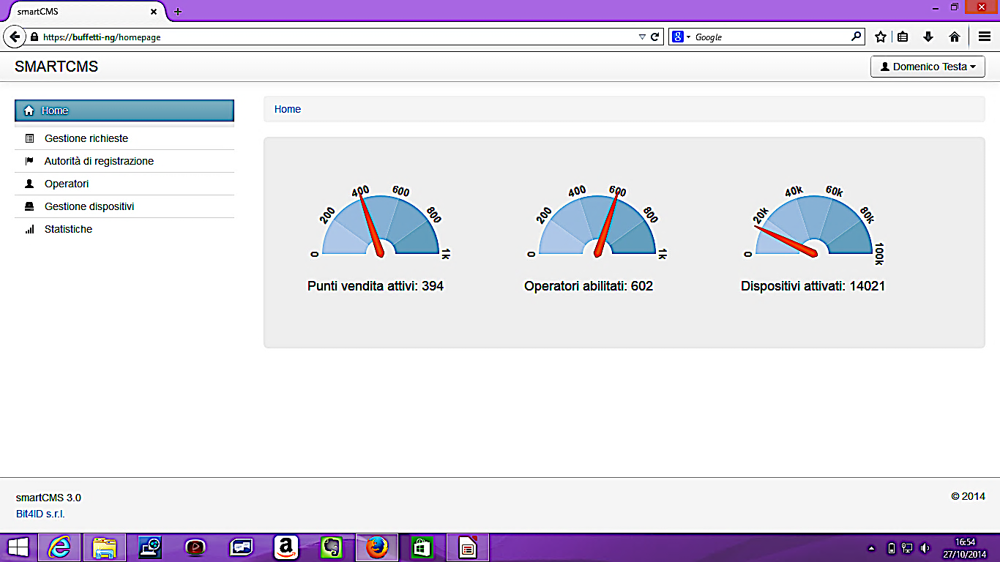 smartCMS
https://buffetti-ng/homepage
Google
SMARTCMS
Domenico Testa
Home
Gestione richieste
Autorità di registrazione
Operatori
Gestione dispositivi
Statistiche
Home
0 200 400 600 800 1k
Punti vendita attivi: 394
0 200 400 600 800 1k
Operatori abilitati: 602
0 20k 40k 60k 80k 100k
Dispositivi attivati: 14021
smartCMS 3.0
Bit4ID s.r.l.
© 2014
16:54
27/10/2014